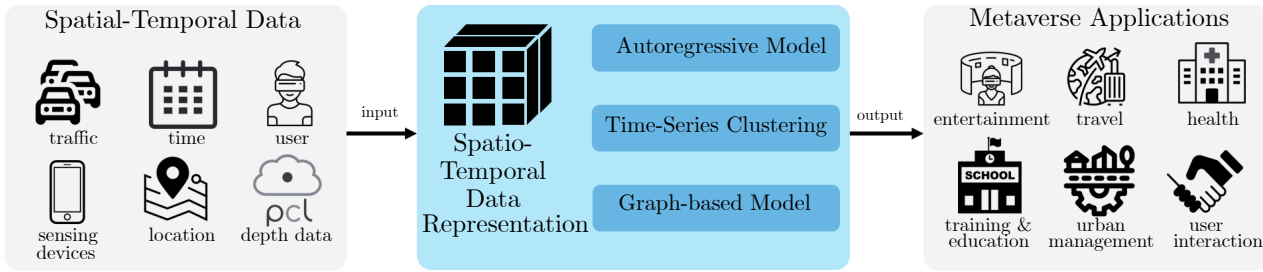 Spatial-Temporal Data
traffic
time
user
sensing
devices
location
pcl
depth data
input
Spatio-
Temporal
Data
Representation
Autoregressive Model
Time-Series Clustering
Graph-based Model
output
Metaverse Applications
entertainment
travel
health
SCHOOL
training &
education
urban
management
user
interaction